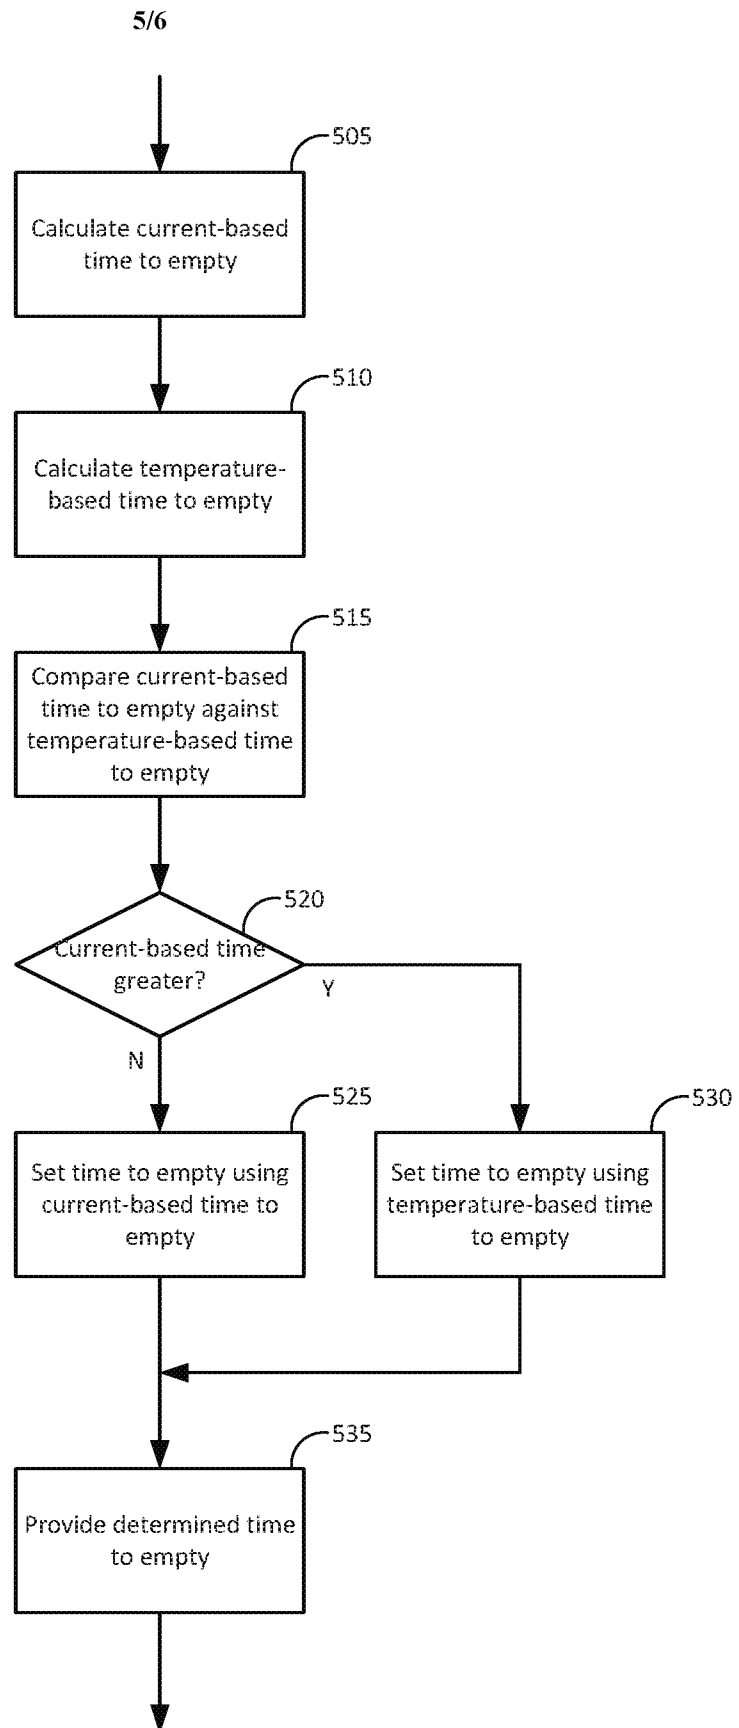 5/6
505
Calculate current-based
time to empty
510
Calculate temperature-
based time to empty
515
Compare current-based
time to empty against
temperature-based time
to empty
520
Current-based time
greater?
Y
N
525
Set time to empty using
current-based time to
empty
530
Set time to empty using
temperature-based time
to empty
535
Provide determined time
to empty